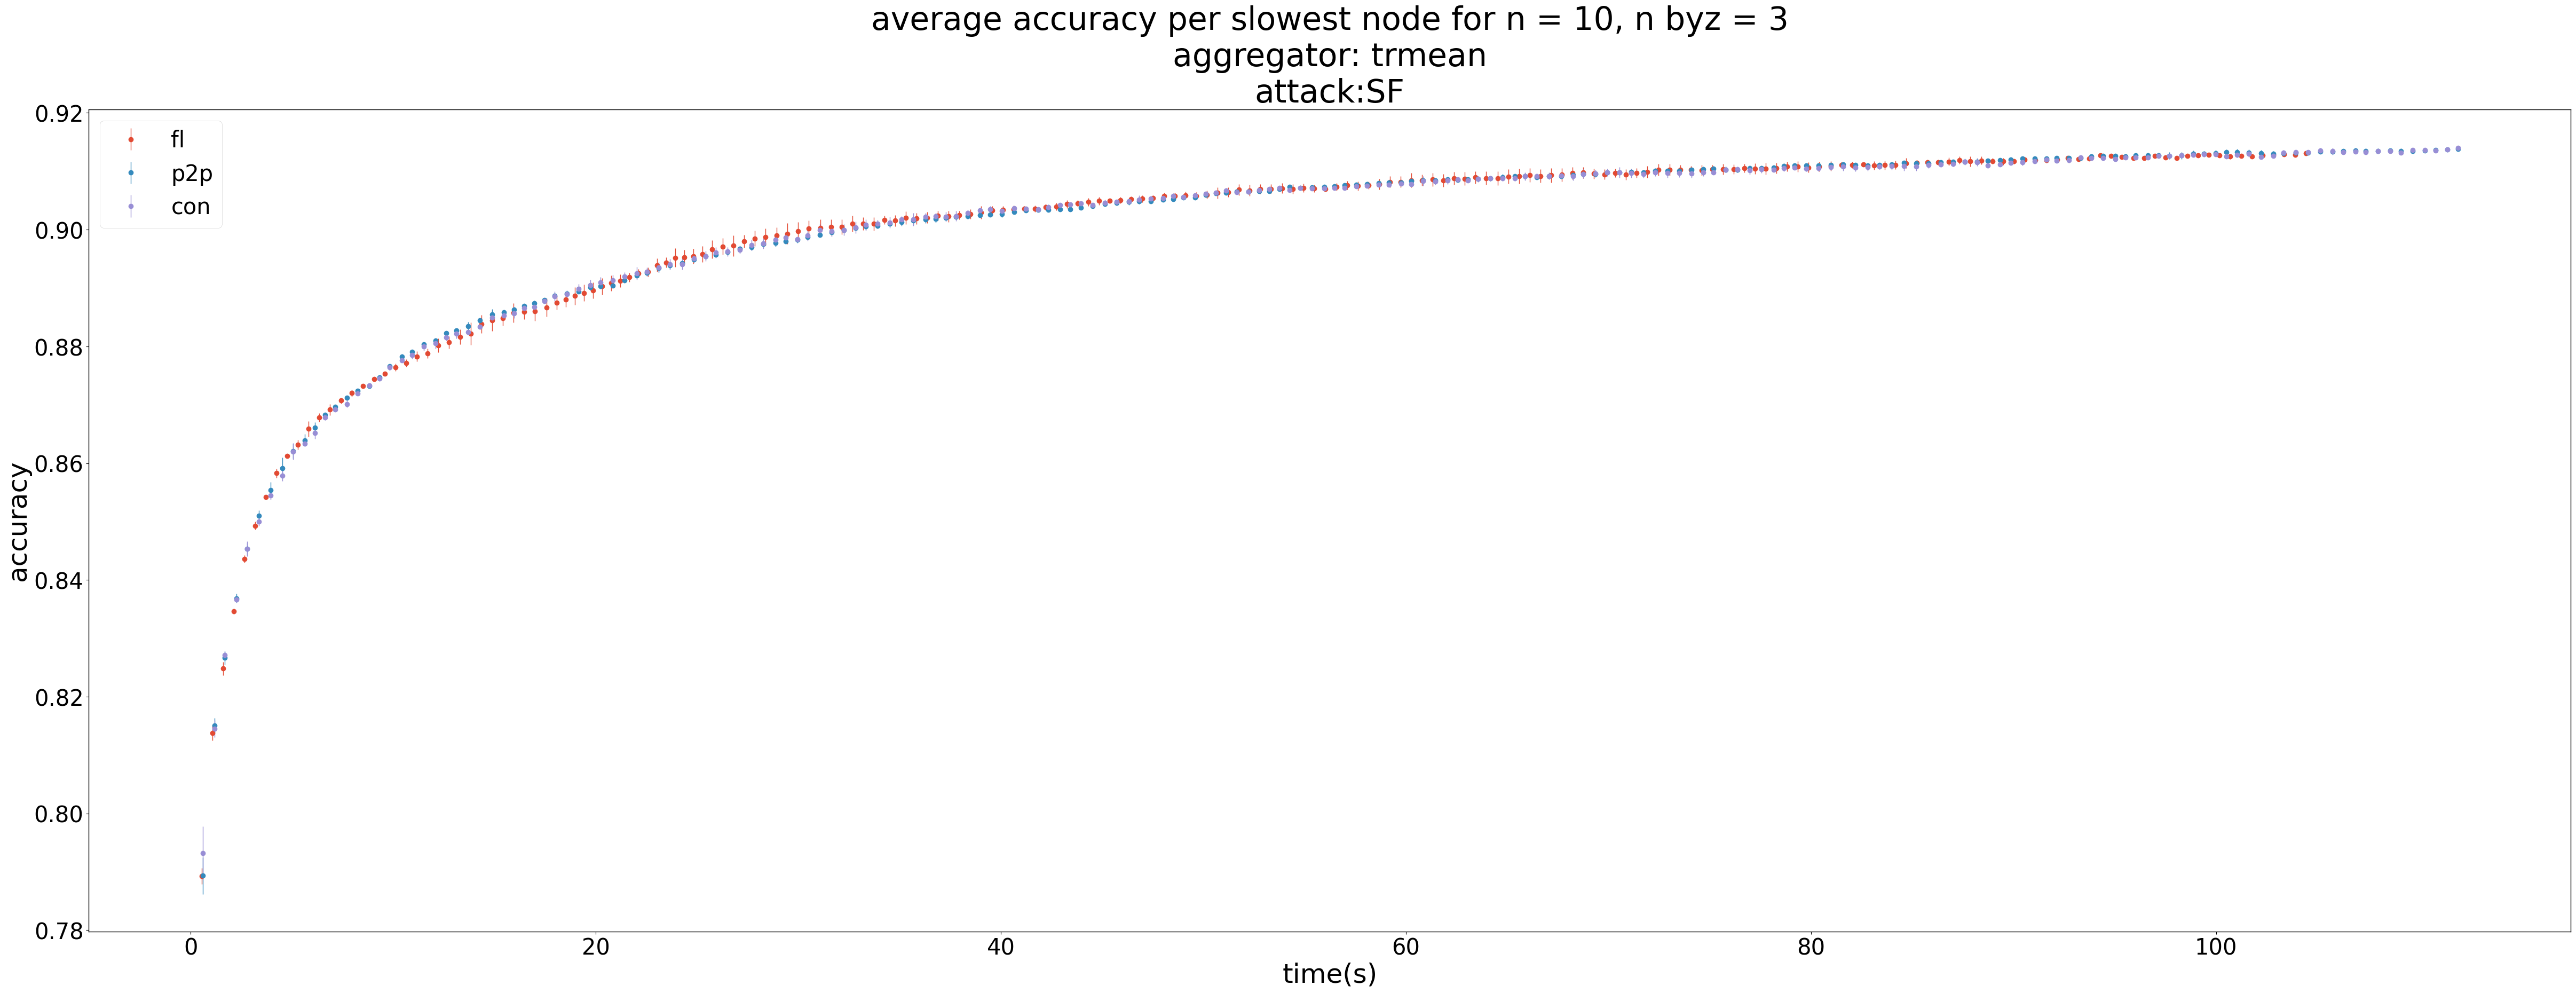 average accuracy per slowest node for n = 10, n byz = 3
aggregator: trmean
attack:SF
0.92
0.90
0.88
0.86
0.84
0.82
0.80
0.78
accuracy
fl
p2p
con
0 20 40 60 80 100
time(s)